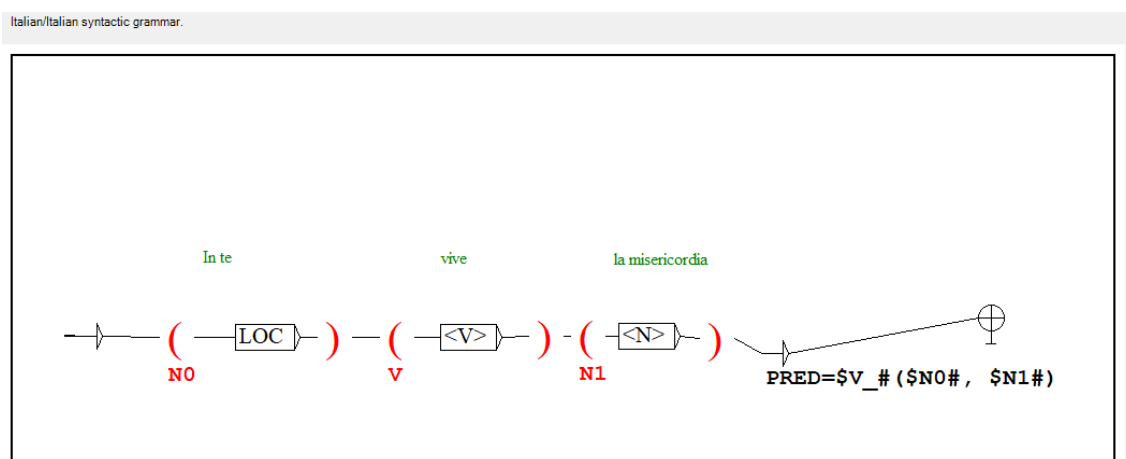 Italian/Italian syntactic grammar.
In te vive la misericordia
( LOC ) ( <V> ) ( <N> )
N0 V N1 PRED=$V_#($N0#, $N1#)